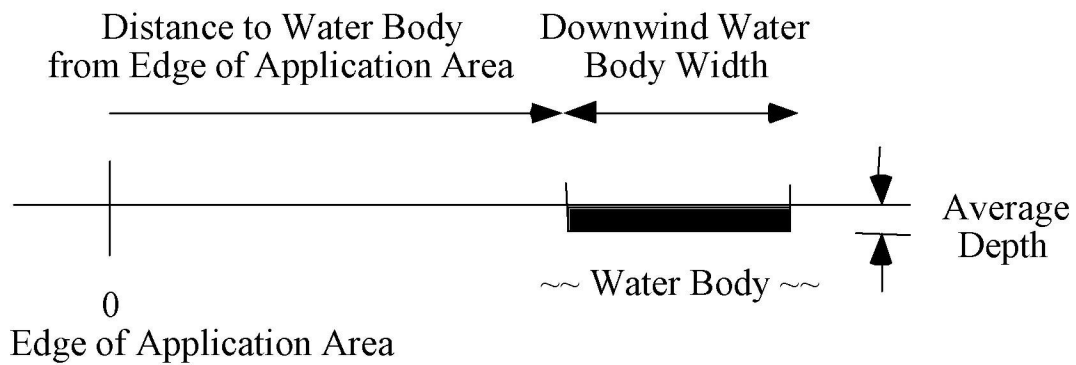 Distance to Water Body
from Edge of Application Area
Downwind Water
Body Width
Average
Depth
~~ Water Body ~~
0
Edge of Application Area